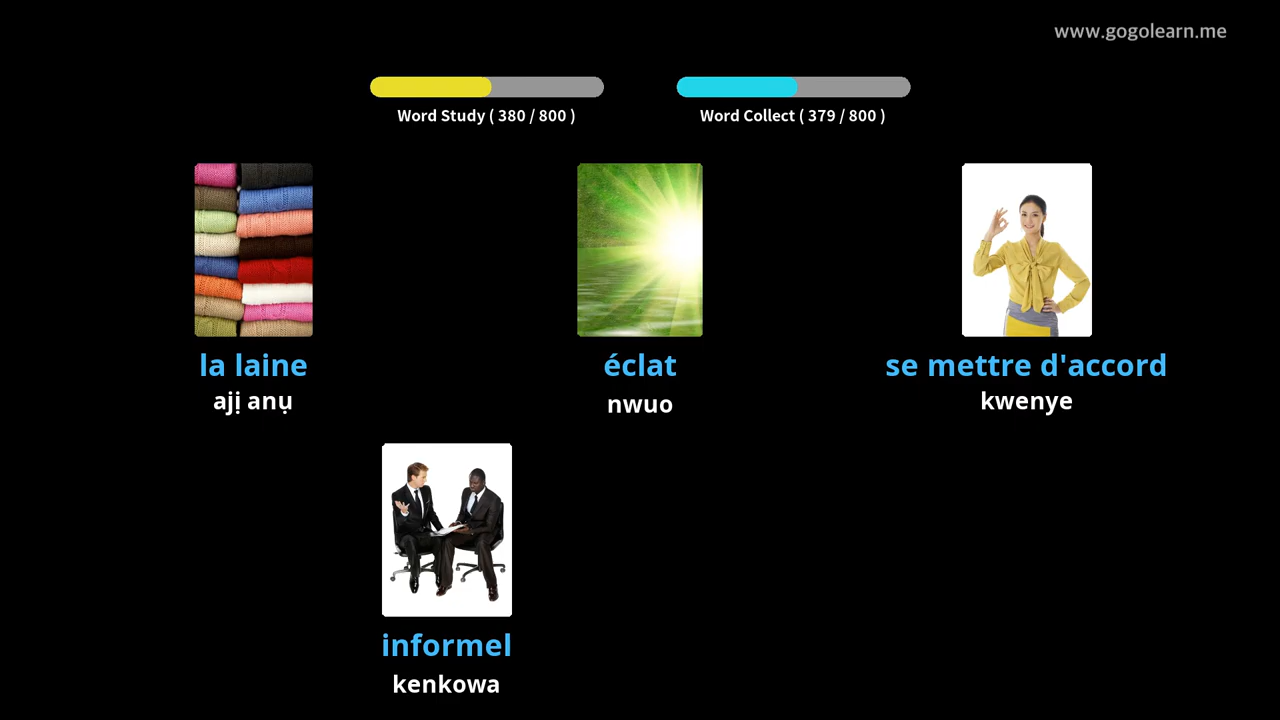 www.gogolearn.me
Word Study ( 380 / 800 )
Word Collect ( 379 / 800 )
la laine
ajị anụ
éclat
nwuo
se mettre d'accord
kwenye
informel
kenkowa